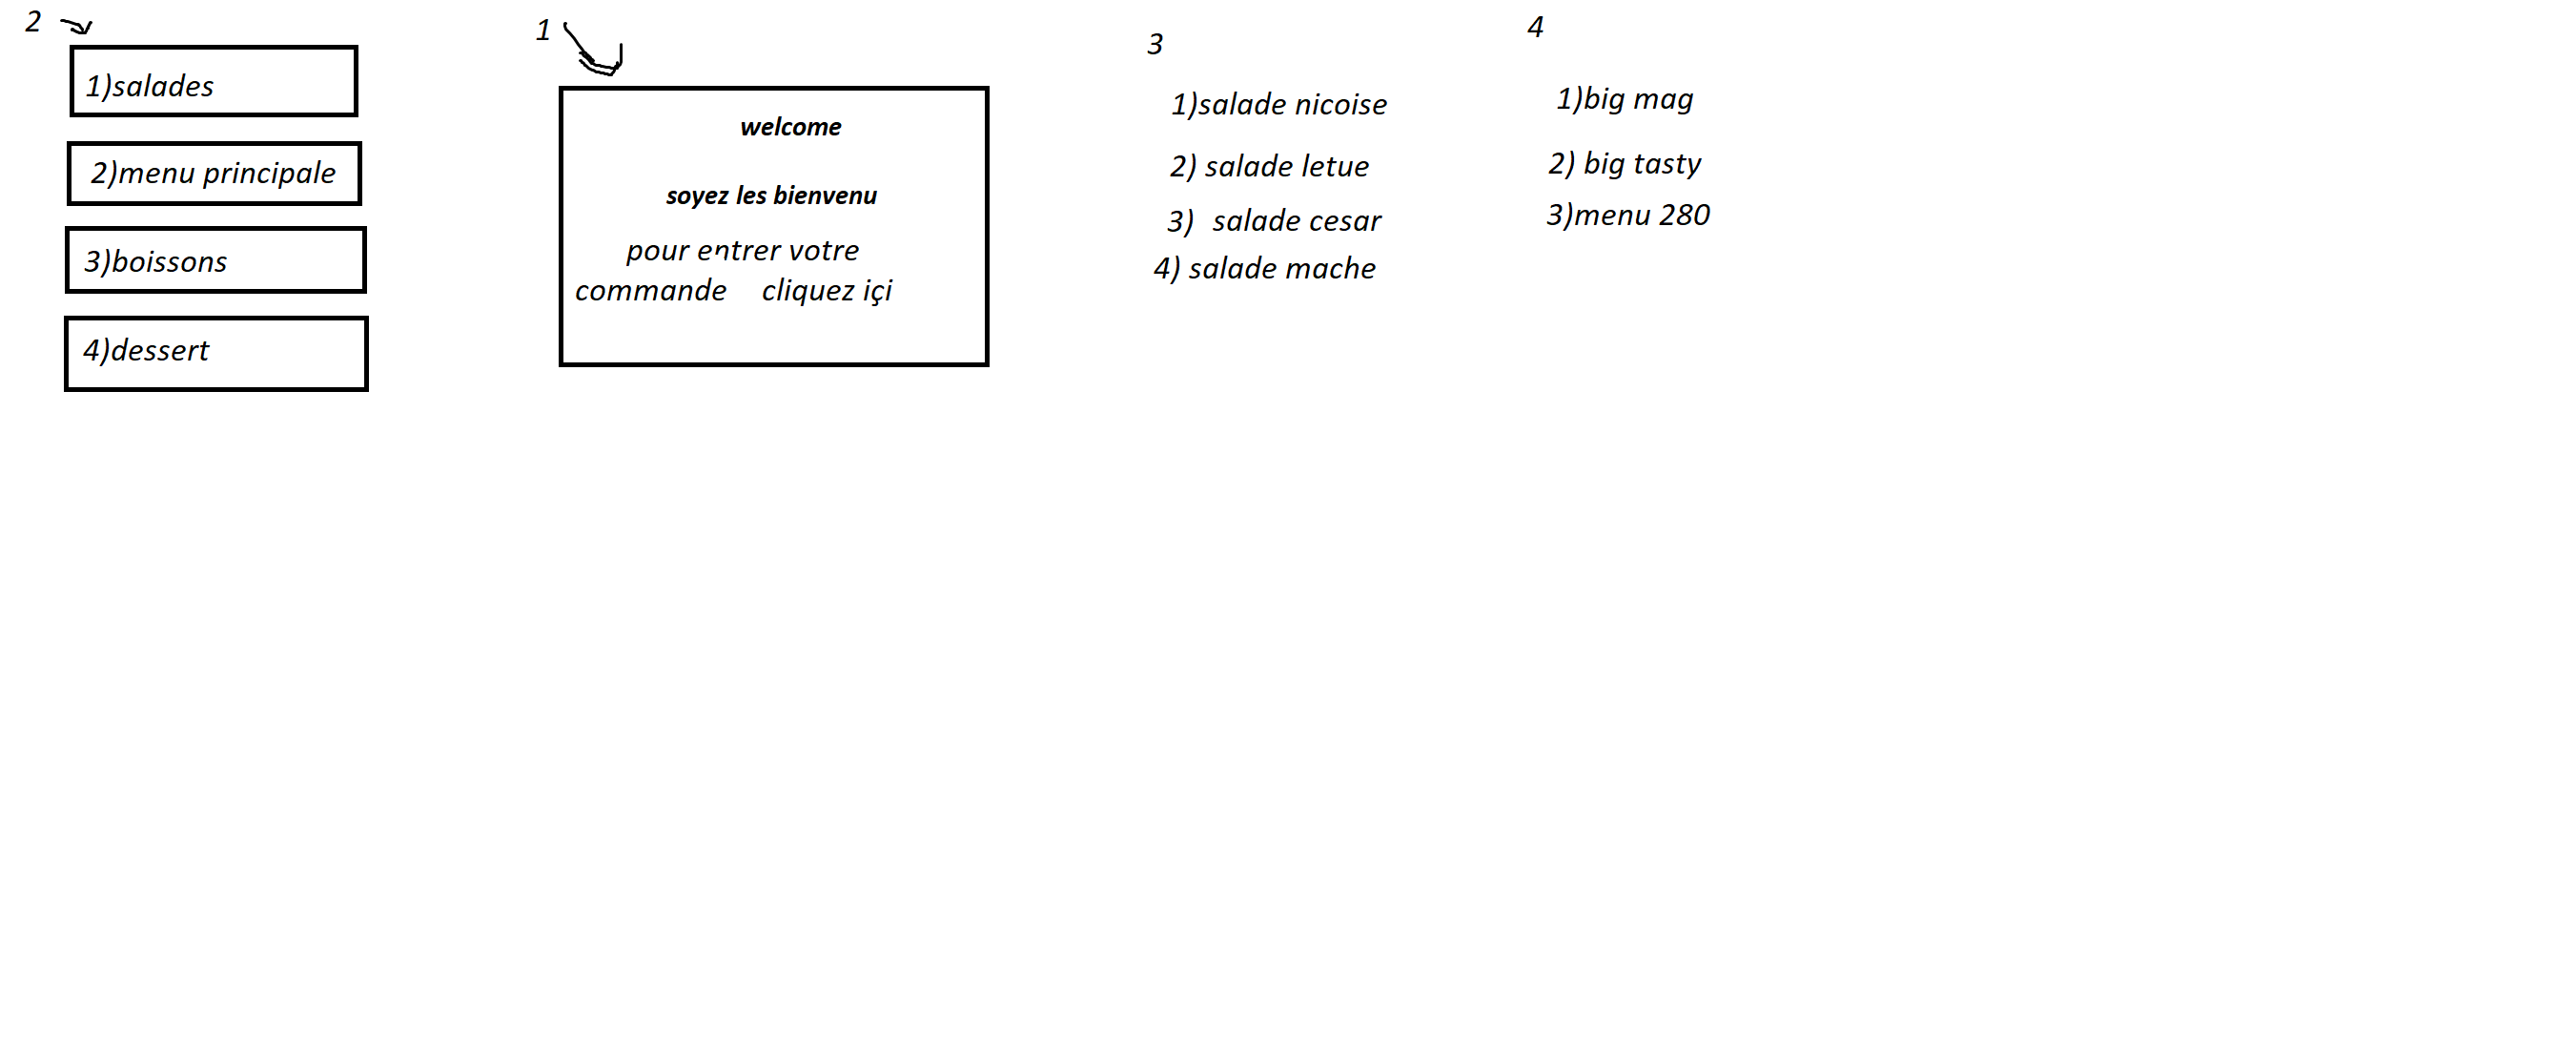 2
1)salades
2)menu principale
3)boissons
4)dessert
1
welcome
soyez les bienvenu
pour entrer votre
commande cliquez içi
3
1)salade nicoise
2) salade letue
3) salade cesar
4) salade mache
4
1)big mag
2) big tasty
3)menu 280